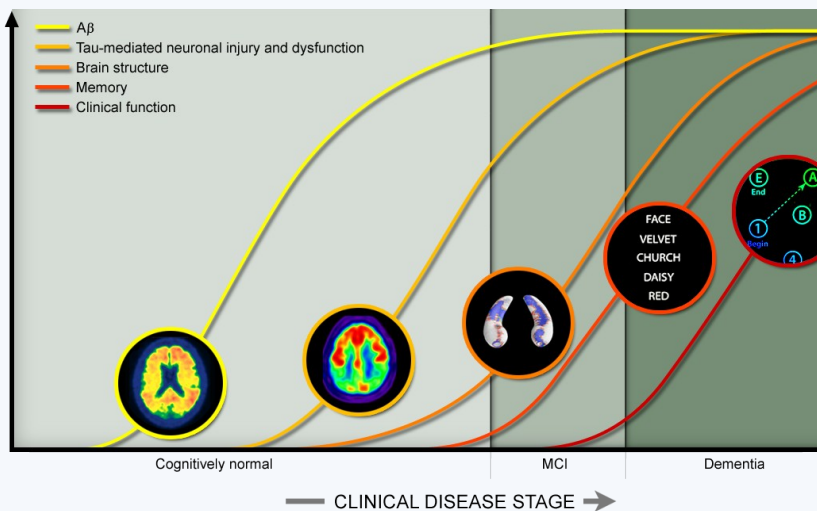 Aβ
Tau-mediated neuronal injury and dysfunction
Brain structure
Memory
Clinical function
E
End
A
1
Begin
B
4
FACE
VELVET
CHURCH
DAISY
RED
Cognitively normal
MCI
Dementia
CLINICAL DISEASE STAGE